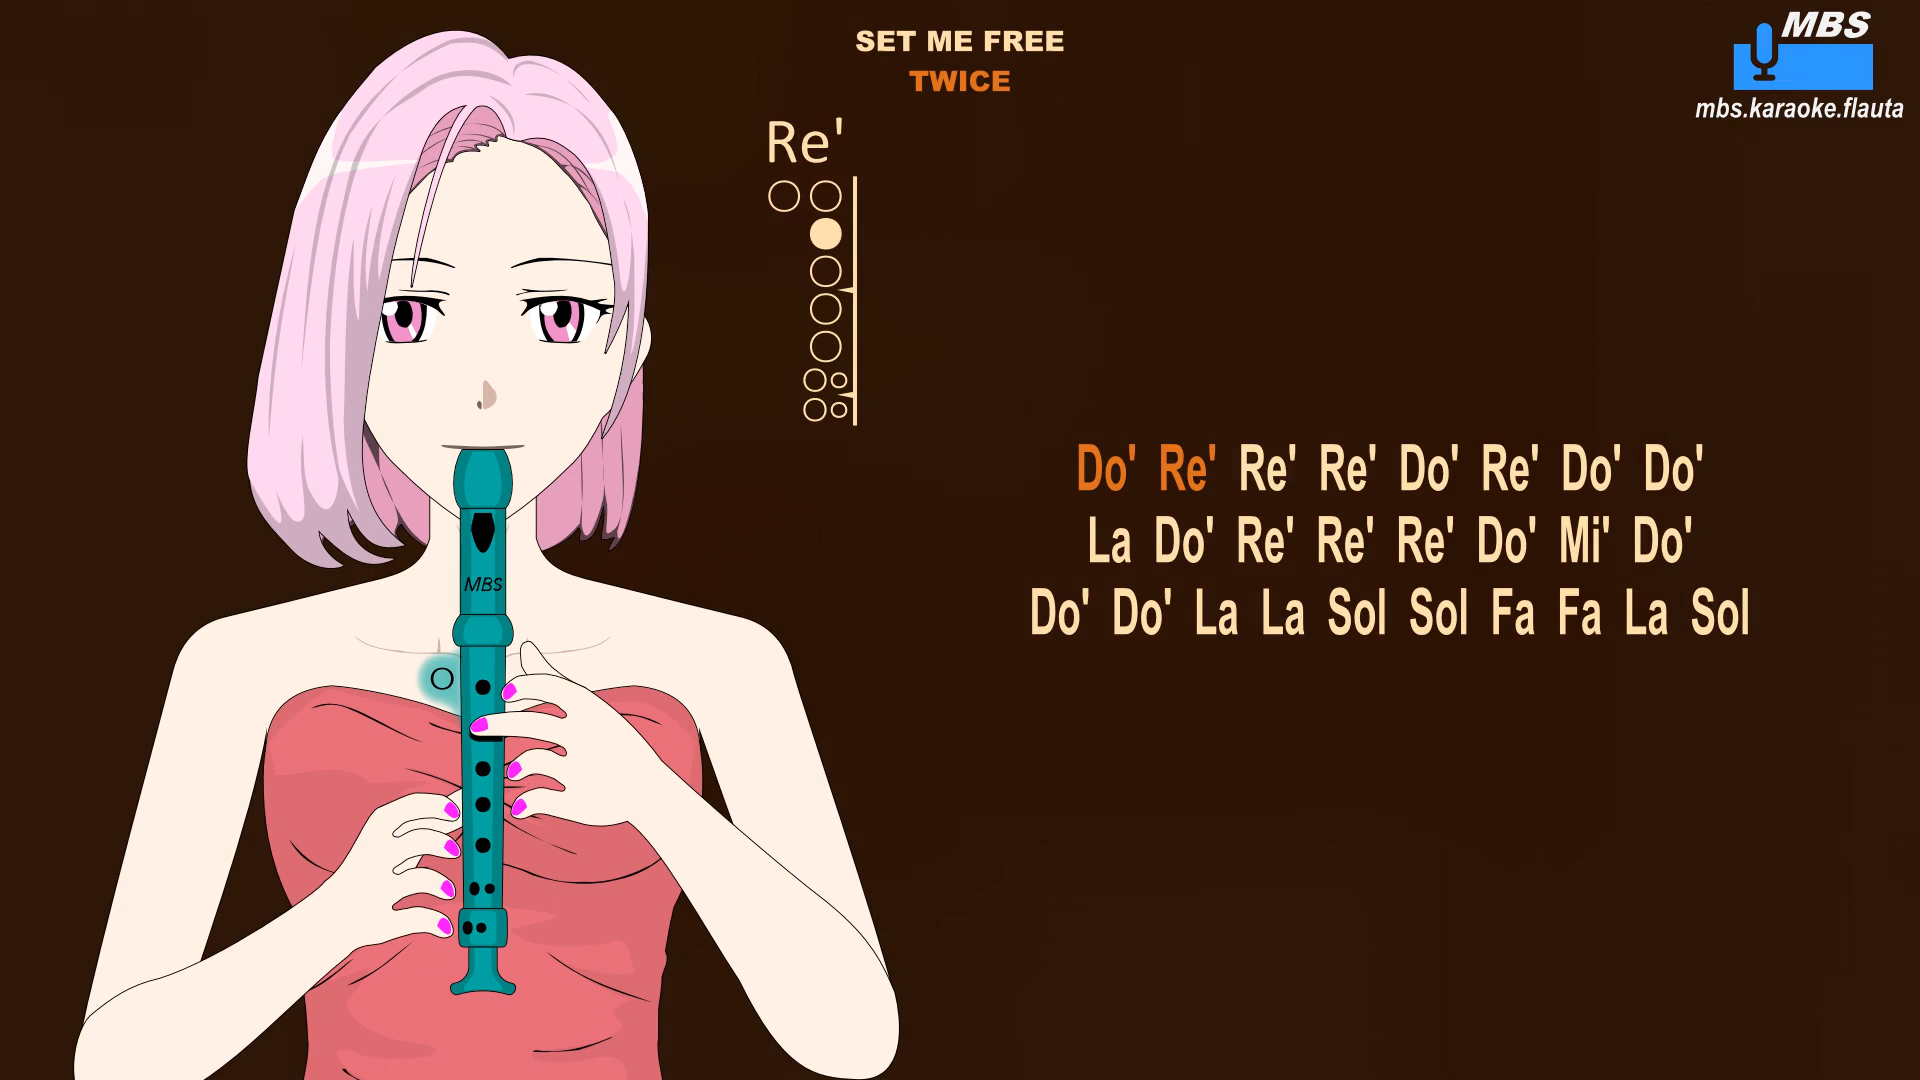 SET ME FREE
TWICE
MBS
mbs.karaoke.flauta
Re'
Do' Re' Re' Re' Do' Re' Do' Do'
La Do' Re' Re' Re' Do' Mi' Do'
Do' Do' La La Sol Sol Fa Fa La Sol
MBS